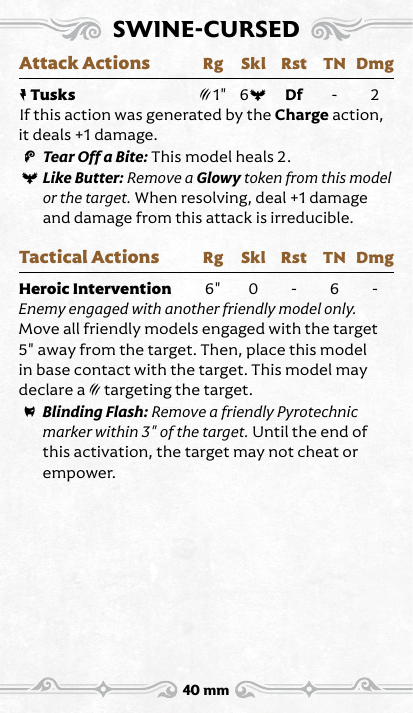 SWINE-CURSED
Attack Actions Rg Skl Rst TN Dmg
Tusks 1" 6 Df - 2
If this action was generated by the Charge action,
it deals +1 damage.
Tear Off a Bite: This model heals 2.
Like Butter: Remove a Glowy token from this model
or the target. When resolving, deal +1 damage
and damage from this attack is irreducible.
Tactical Actions Rg Skl Rst TN Dmg
Heroic Intervention 6" 0 - 6 -
Enemy engaged with another friendly model only.
Move all friendly models engaged with the target
5" away from the target. Then, place this model
in base contact with the target. This model may
declare a targeting the target.
Blinding Flash: Remove a friendly Pyrotechnic
marker within 3" of the target. Until the end of
this activation, the target may not cheat or
empower.
40 mm